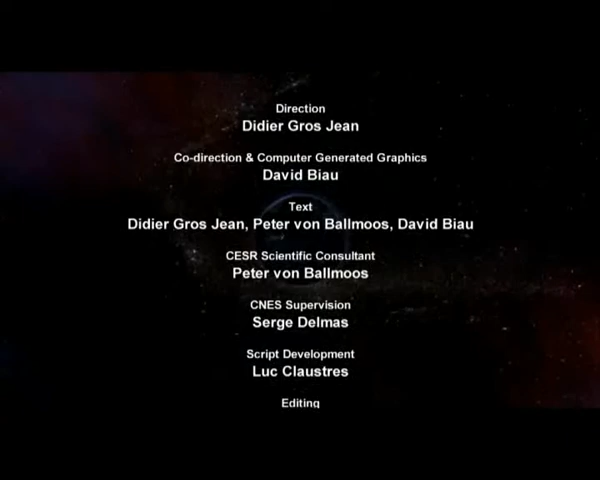 Direction
Didier Gros Jean
Co-direction & Computer Generated Graphics
David Biau
Text
Didier Gros Jean, Peter von Ballmoos, David Biau
CESR Scientific Consultant
Peter von Ballmoos
CNES Supervision
Serge Delmas
Script Development
Luc Claustres
Editing